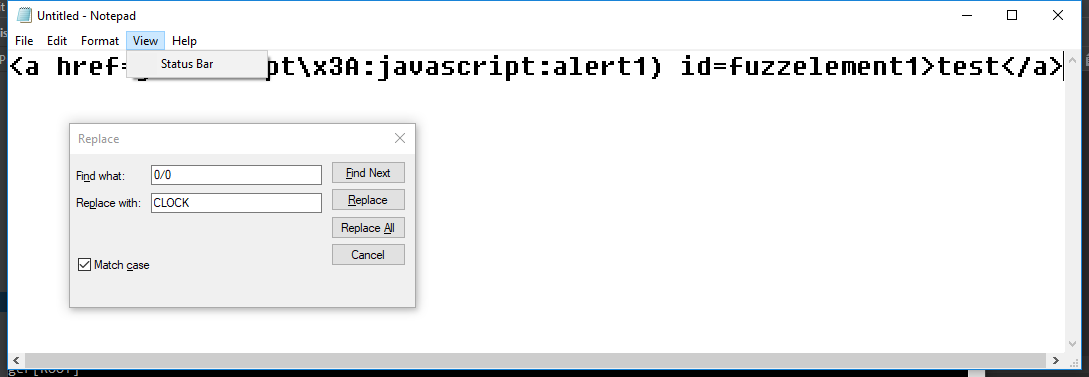 Untitled - Notepad
File Edit Format View Help
Status Bar
<a href= pt\x3A:javascript:alert1) id=fuzzelement1>test</a>
Replace
Find what: 0/0 Find Next
Replace with: CLOCK Replace
Replace All
Cancel
Match case